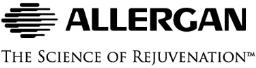 ALLERGAN
THE SCIENCE OF REJUVENATION™